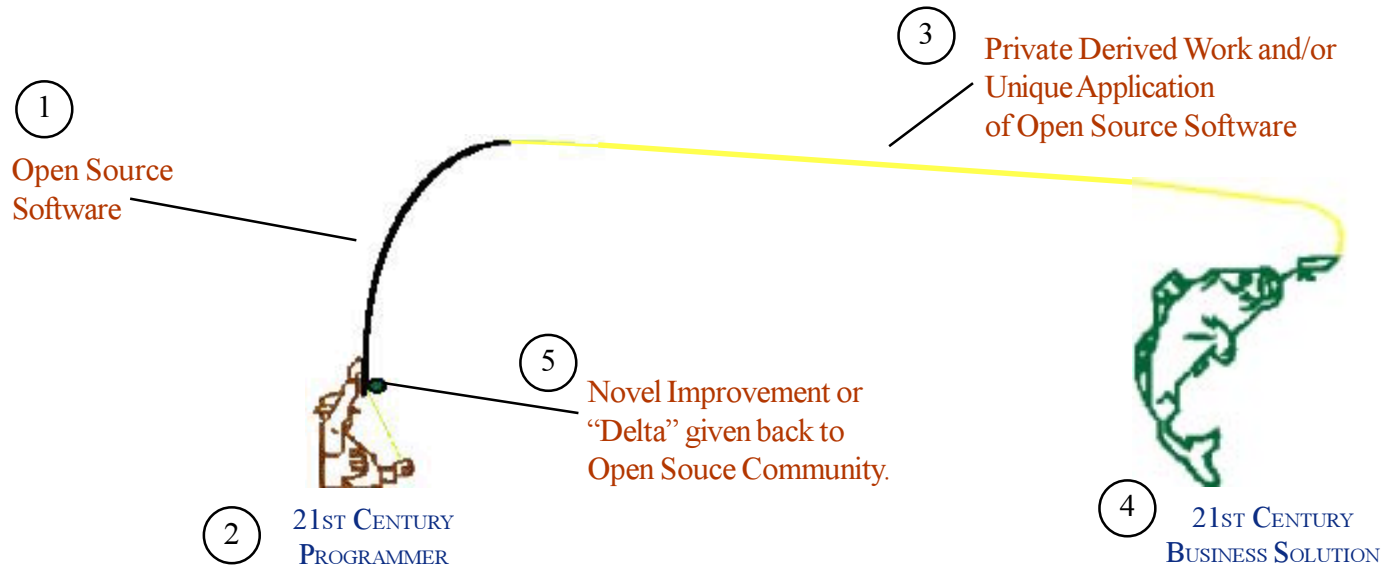 1
Open Source
Software
2
21ST CENTURY
PROGRAMMER
3
Private Derived Work and/or
Unique Application
of Open Source Software
4
21ST CENTURY
BUSINESS SOLUTION
5
Novel Improvement or
“Delta” given back to
Open Souce Community.